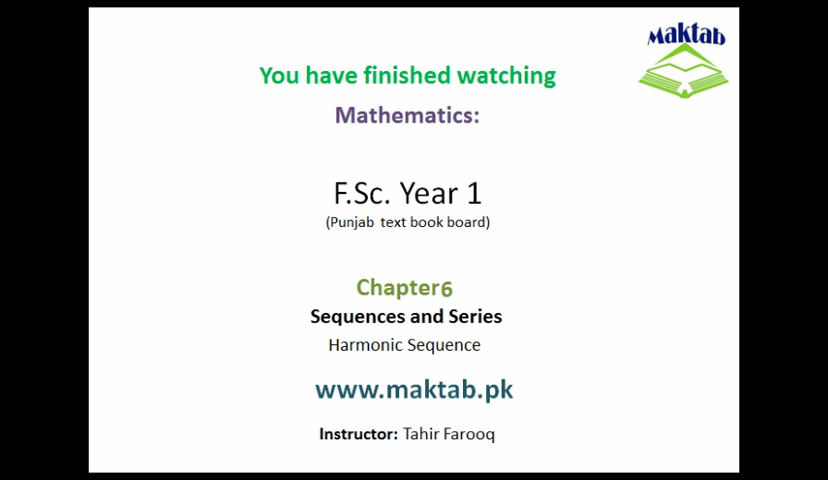 Maktab
You have finished watching
Mathematics:
F.Sc. Year 1
(Punjab text book board)
Chapter6
Sequences and Series
Harmonic Sequence
www.maktab.pk
Instructor: Tahir Farooq